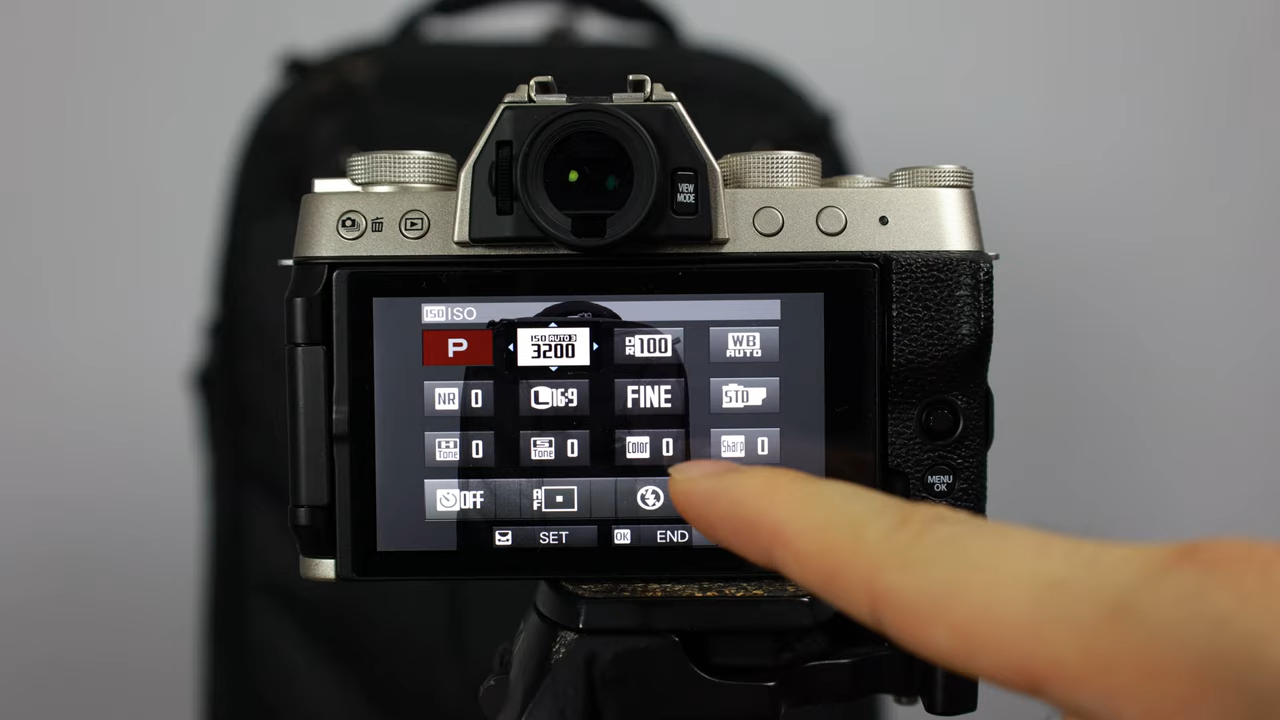 VIEW
MODE
ISO ISO
P
ISO AUTO 3
3200
DR 100
WB
AUTO
NR 0
L 16:9
FINE
STD
H Tone 0
S Tone 0
Color 0
Sharp 0
OFF
AF
SET
OK END
MENU
OK